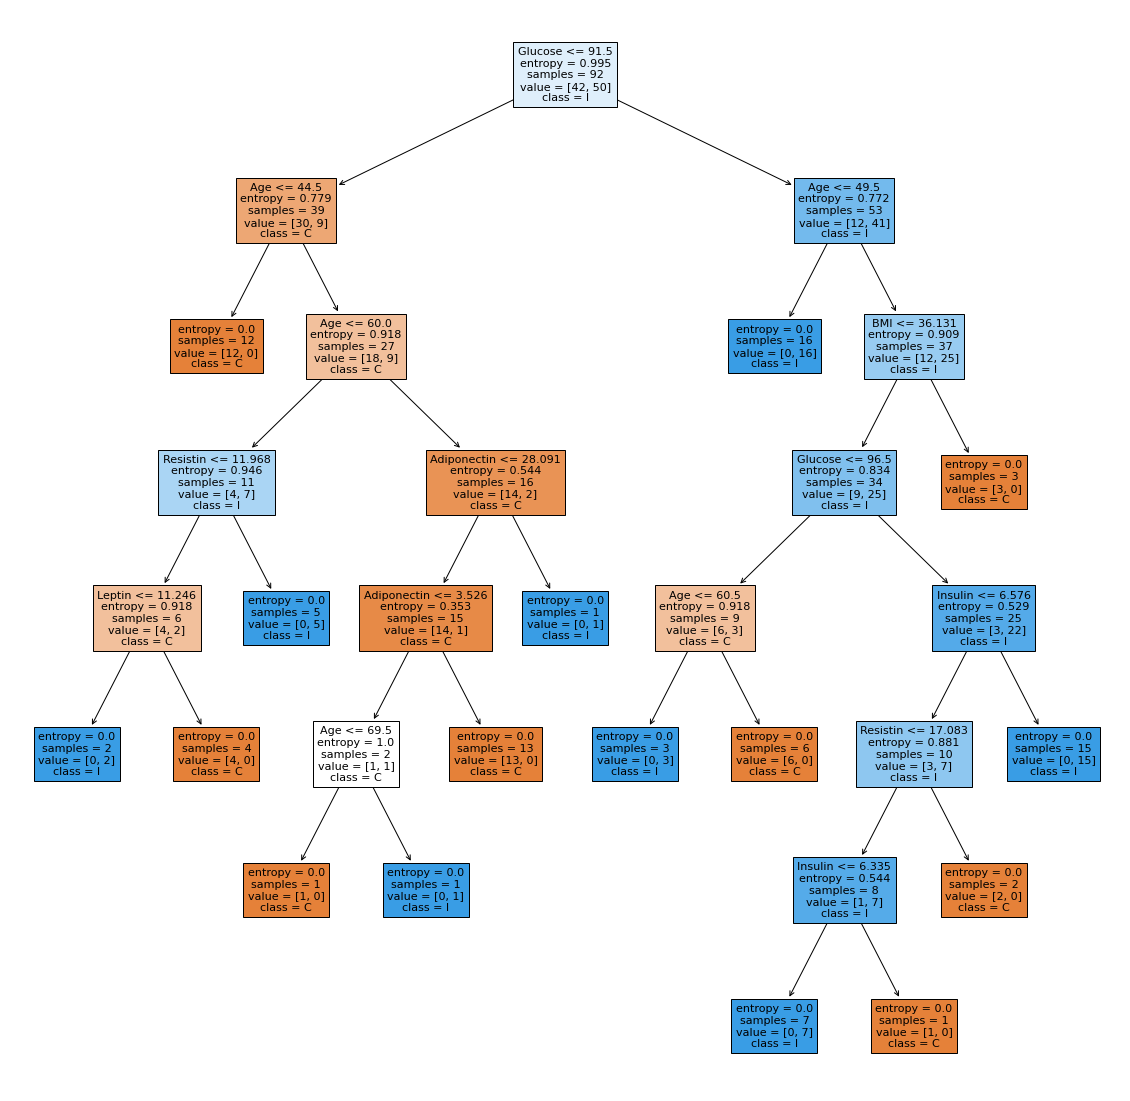 Glucose <= 91.5
entropy = 0.995
samples = 92
value = [42, 50]
class = I
Age <= 44.5
entropy = 0.779
samples = 39
value = [30, 9]
class = C
Age <= 49.5
entropy = 0.772
samples = 53
value = [12, 41]
class = I
entropy = 0.0
samples = 12
value = [12, 0]
class = C
Age <= 60.0
entropy = 0.918
samples = 27
value = [18, 9]
class = C
entropy = 0.0
samples = 16
value = [0, 16]
class = I
BMI <= 36.131
entropy = 0.909
samples = 37
value = [12, 25]
class = I
Resistin <= 11.968
entropy = 0.946
samples = 11
value = [4, 7]
class = I
Adiponectin <= 28.091
entropy = 0.544
samples = 16
value = [14, 2]
class = C
Glucose <= 96.5
entropy = 0.834
samples = 34
value = [9, 25]
class = I
entropy = 0.0
samples = 3
value = [3, 0]
class = C
Leptin <= 11.246
entropy = 0.918
samples = 6
value = [4, 2]
class = C
entropy = 0.0
samples = 5
value = [0, 5]
class = I
Adiponectin <= 3.526
entropy = 0.353
samples = 15
value = [14, 1]
class = C
entropy = 0.0
samples = 1
value = [0, 1]
class = I
Age <= 60.5
entropy = 0.918
samples = 9
value = [6, 3]
class = C
Insulin <= 6.576
entropy = 0.529
samples = 25
value = [3, 22]
class = I
entropy = 0.0
samples = 2
value = [0, 2]
class = I
entropy = 0.0
samples = 4
value = [4, 0]
class = C
Age <= 69.5
entropy = 1.0
samples = 2
value = [1, 1]
class = C
entropy = 0.0
samples = 13
value = [13, 0]
class = C
entropy = 0.0
samples = 3
value = [0, 3]
class = I
entropy = 0.0
samples = 6
value = [6, 0]
class = C
Resistin <= 17.083
entropy = 0.881
samples = 10
value = [3, 7]
class = I
entropy = 0.0
samples = 15
value = [0, 15]
class = I
entropy = 0.0
samples = 1
value = [1, 0]
class = C
entropy = 0.0
samples = 1
value = [0, 1]
class = I
Insulin <= 6.335
entropy = 0.544
samples = 8
value = [1, 7]
class = I
entropy = 0.0
samples = 2
value = [2, 0]
class = C
entropy = 0.0
samples = 7
value = [0, 7]
class = I
entropy = 0.0
samples = 1
value = [1, 0]
class = C